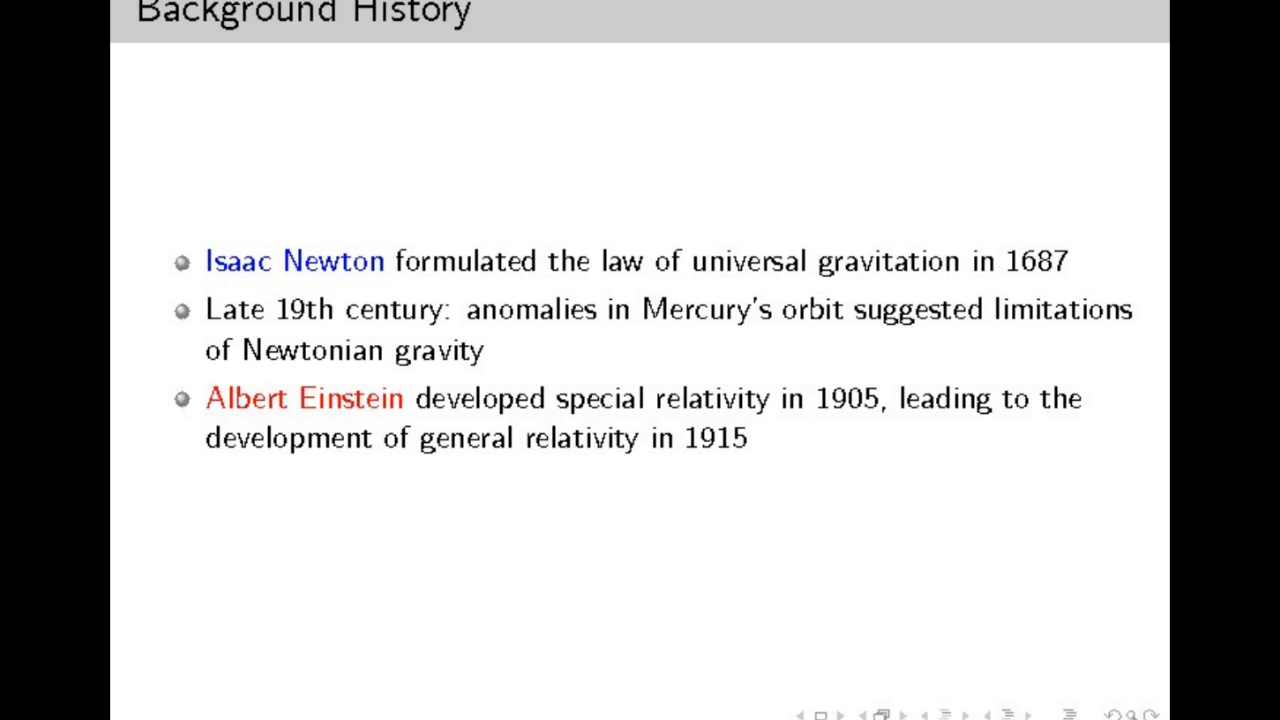 Background History
Isaac Newton formulated the law of universal gravitation in 1687
Late 19th century: anomalies in Mercury's orbit suggested limitations
of Newtonian gravity
Albert Einstein developed special relativity in 1905, leading to the
development of general relativity in 1915